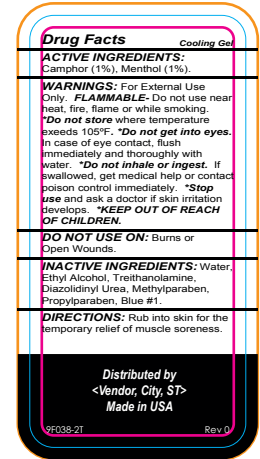 Drug Facts Cooling Gel
ACTIVE INGREDIENTS:
Camphor (1%), Menthol (1%).
WARNINGS: For External Use
Only. FLAMMABLE- Do not use near
heat, fire, flame or while smoking.
*Do not store where temperature
exeeds 105ºF. *Do not get into eyes.
In case of eye contact, flush
immediately and thoroughly with
water. *Do not inhale or ingest. If
swallowed, get medical help or contact
poison control immediately. *Stop
use and ask a doctor if skin irritation
develops. *KEEP OUT OF REACH
OF CHILDREN.
DO NOT USE ON: Burns or
Open Wounds.
INACTIVE INGREDIENTS: Water,
Ethyl Alcohol, Treithanolamine,
Diazolidinyl Urea, Methylparaben,
Propylparaben, Blue #1.
DIRECTIONS: Rub into skin for the
temporary relief of muscle soreness.
Distributed by
<Vendor, City, ST>
Made in USA
9F038-2T Rev 0